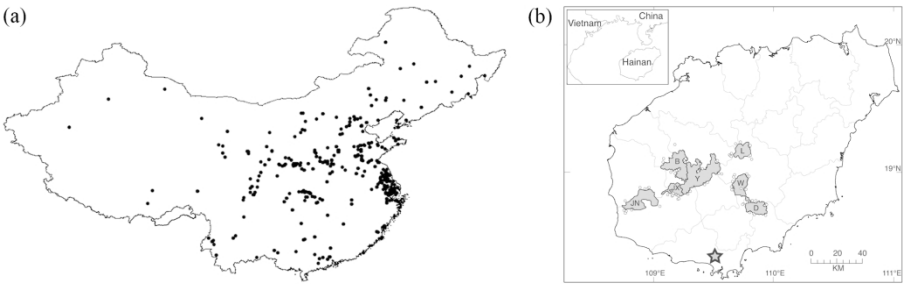 (a)
(b)
Vietnam
China
Hainan
20°N
19°N
L
B
Y
W
JN
D
0 20 40
KM
109°E
110°E
111°E